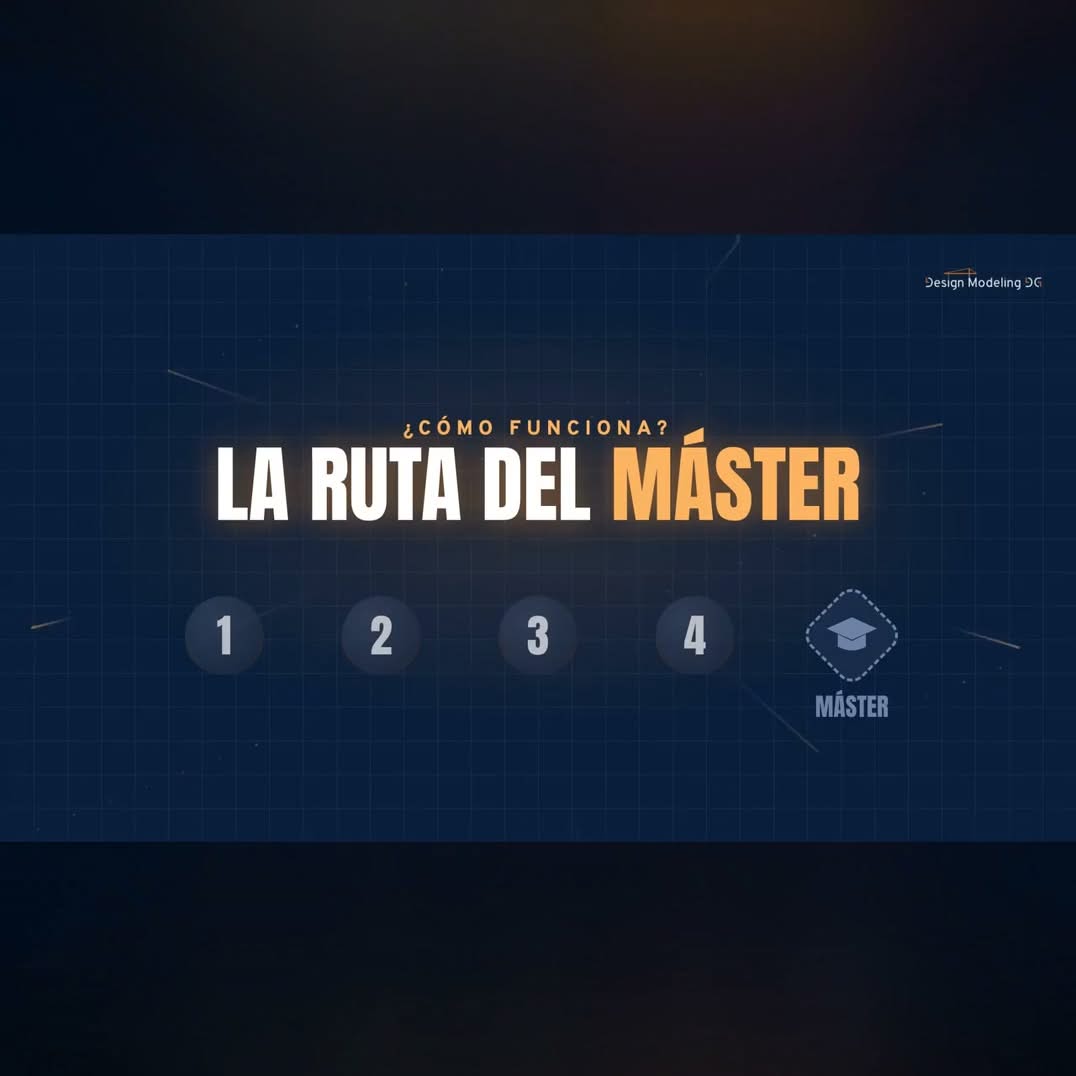 Design Modeling DG
¿CÓMO FUNCIONA?
LA RUTA DEL MÁSTER
1 2 3 4
MÁSTER